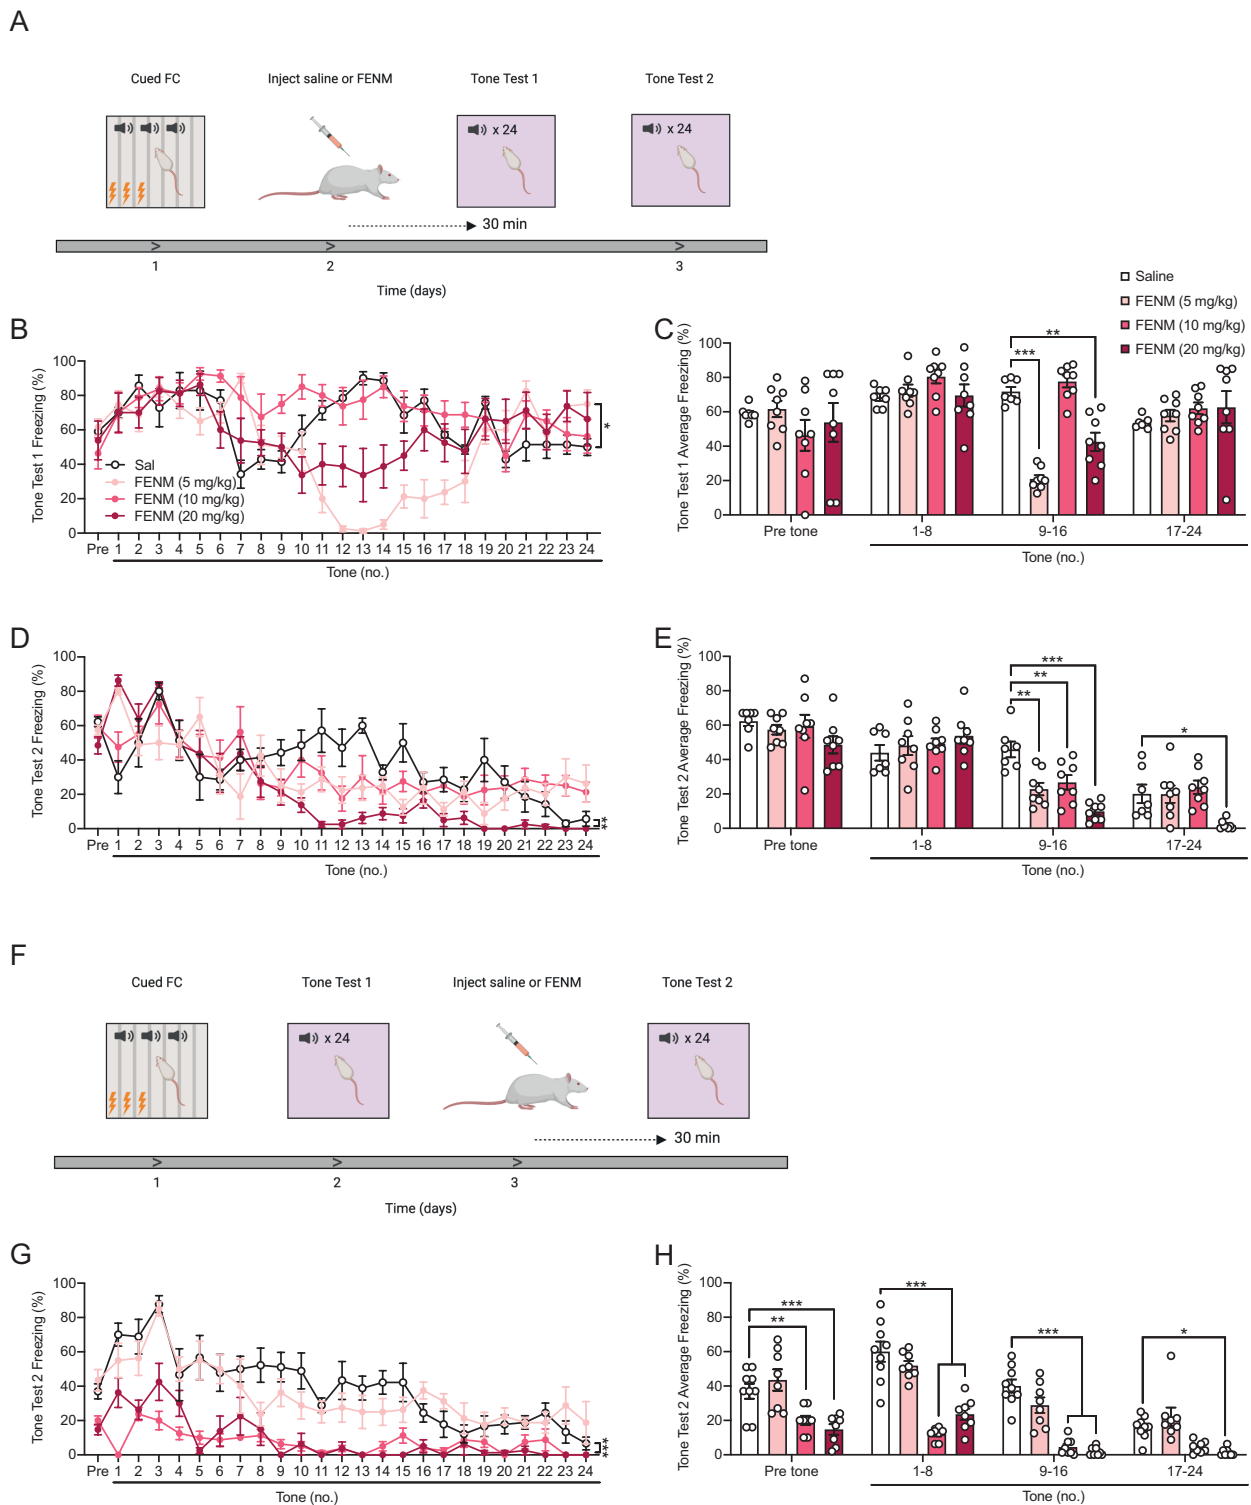 A
Cued FC
Inject saline or FENM
Tone Test 1
Tone Test 2
x 24
x 24
30 min
>
>
>
1
2
3
Time (days)
Saline
FENM (5 mg/kg)
FENM (10 mg/kg)
FENM (20 mg/kg)
B
Tone Test 1 Freezing (%)
100
80
60
40
20
0
Sal
FENM (5 mg/kg)
FENM (10 mg/kg)
FENM (20 mg/kg)
*
Pre 1 2 3 4 5 6 7 8 9 10 11 12 13 14 15 16 17 18 19 20 21 22 23 24
Tone (no.)
C
Tone Test 1 Average Freezing (%)
100
80
60
40
20
0
**
***
Pre tone
1-8
9-16
17-24
Tone (no.)
D
Tone Test 2 Freezing (%)
100
80
60
40
20
0
***
Pre 1 2 3 4 5 6 7 8 9 10 11 12 13 14 15 16 17 18 19 20 21 22 23 24
Tone (no.)
E
Tone Test 2 Average Freezing (%)
100
80
60
40
20
0
***
**
**
*
Pre tone
1-8
9-16
17-24
Tone (no.)
F
Cued FC
Tone Test 1
Inject saline or FENM
Tone Test 2
x 24
x 24
30 min
>
>
>
1
2
3
Time (days)
G
Tone Test 2 Freezing (%)
100
80
60
40
20
0
Pre 1 2 3 4 5 6 7 8 9 10 11 12 13 14 15 16 17 18 19 20 21 22 23 24
Tone (no.)
H
Tone Test 2 Average Freezing (%)
100
80
60
40
20
0
***
**
***
***
*
Pre tone
1-8
9-16
17-24
Tone (no.)